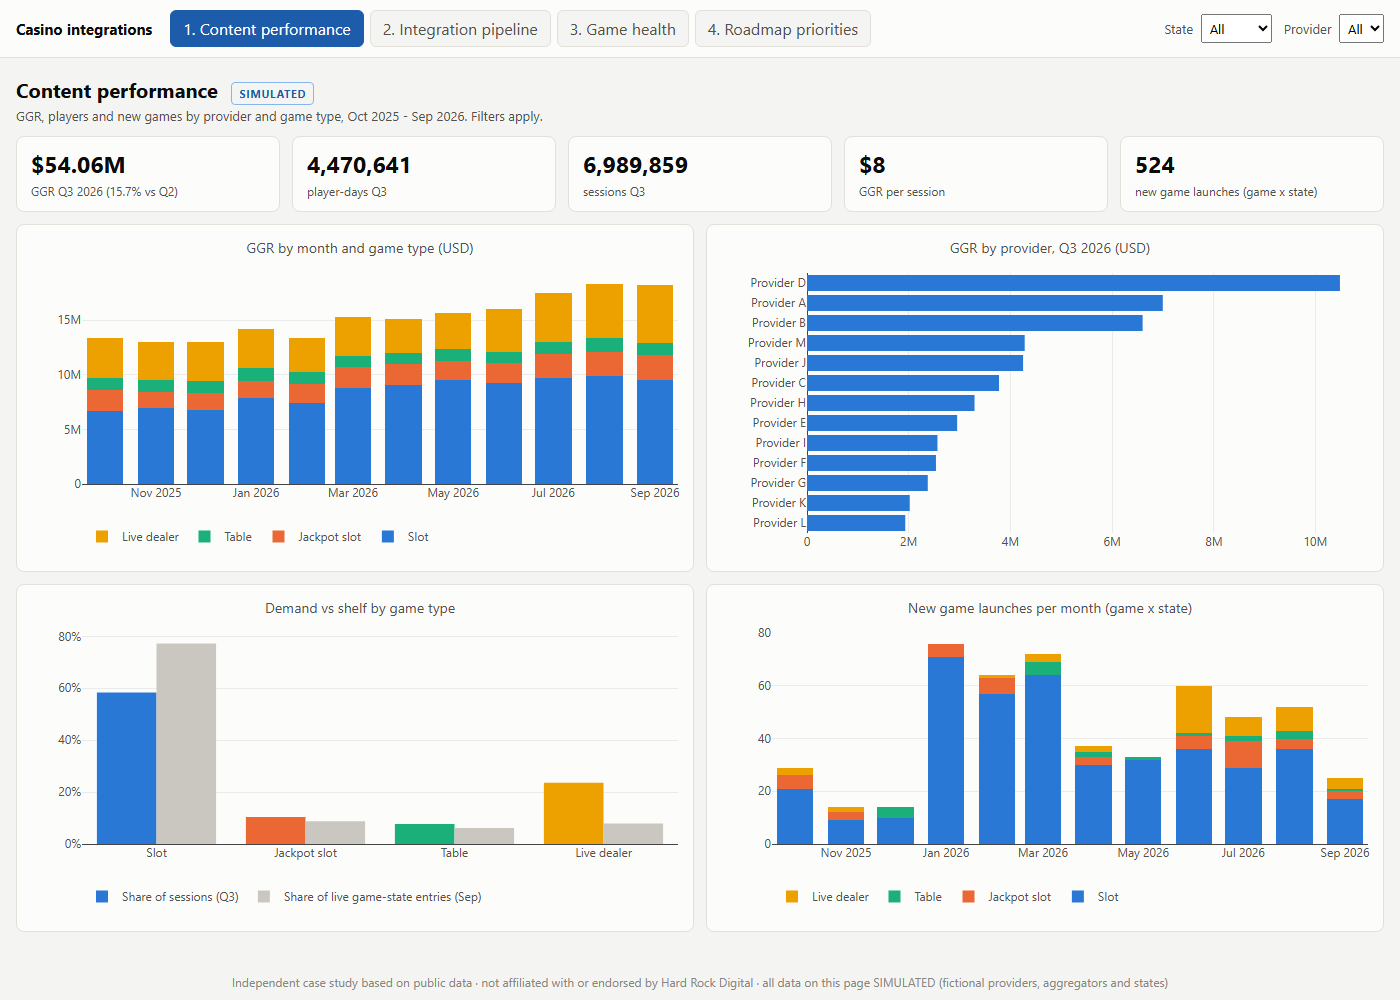 Casino integrations
1. Content performance
2. Integration pipeline
3. Game health
4. Roadmap priorities
State
All
Provider
All
Content performance
SIMULATED
GGR, players and new games by provider and game type, Oct 2025 - Sep 2026. Filters apply.
$54.06M
GGR Q3 2026 (15.7% vs Q2)
4,470,641
player-days Q3
6,989,859
sessions Q3
$8
GGR per session
524
new game launches (game x state)
GGR by month and game type (USD)
15M
10M
5M
0
Nov 2025
Jan 2026
Mar 2026
May 2026
Jul 2026
Sep 2026
Live dealer
Table
Jackpot slot
Slot
GGR by provider, Q3 2026 (USD)
Provider D
Provider A
Provider B
Provider M
Provider J
Provider C
Provider H
Provider E
Provider I
Provider F
Provider G
Provider K
Provider L
0
2M
4M
6M
8M
10M
Demand vs shelf by game type
80%
60%
40%
20%
0%
Slot
Jackpot slot
Table
Live dealer
Share of sessions (Q3)
Share of live game-state entries (Sep)
New game launches per month (game x state)
80
60
40
20
0
Nov 2025
Jan 2026
Mar 2026
May 2026
Jul 2026
Sep 2026
Live dealer
Table
Jackpot slot
Slot
Independent case study based on public data · not affiliated with or endorsed by Hard Rock Digital · all data on this page SIMULATED (fictional providers, aggregators and states)